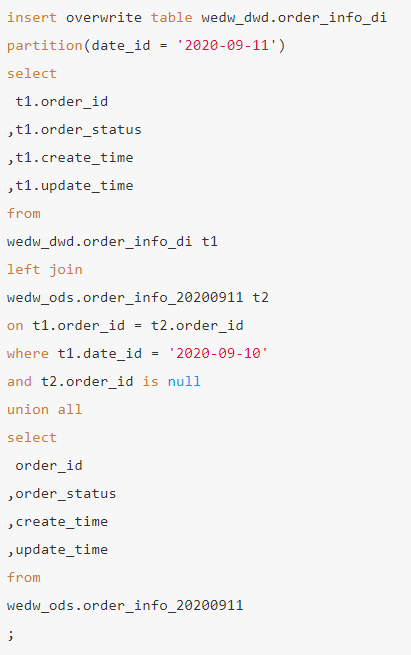 insert overwrite table wedw_dwd.order_info_di
partition(date_id = '2020-09-11')
select
 t1.order_id
,t1.order_status
,t1.create_time
,t1.update_time
from
wedw_dwd.order_info_di t1
left join
wedw_ods.order_info_20200911 t2
on t1.order_id = t2.order_id
where t1.date_id = '2020-09-10'
and t2.order_id is null
union all
select
 order_id
,order_status
,create_time
,update_time
from
wedw_ods.order_info_20200911
;